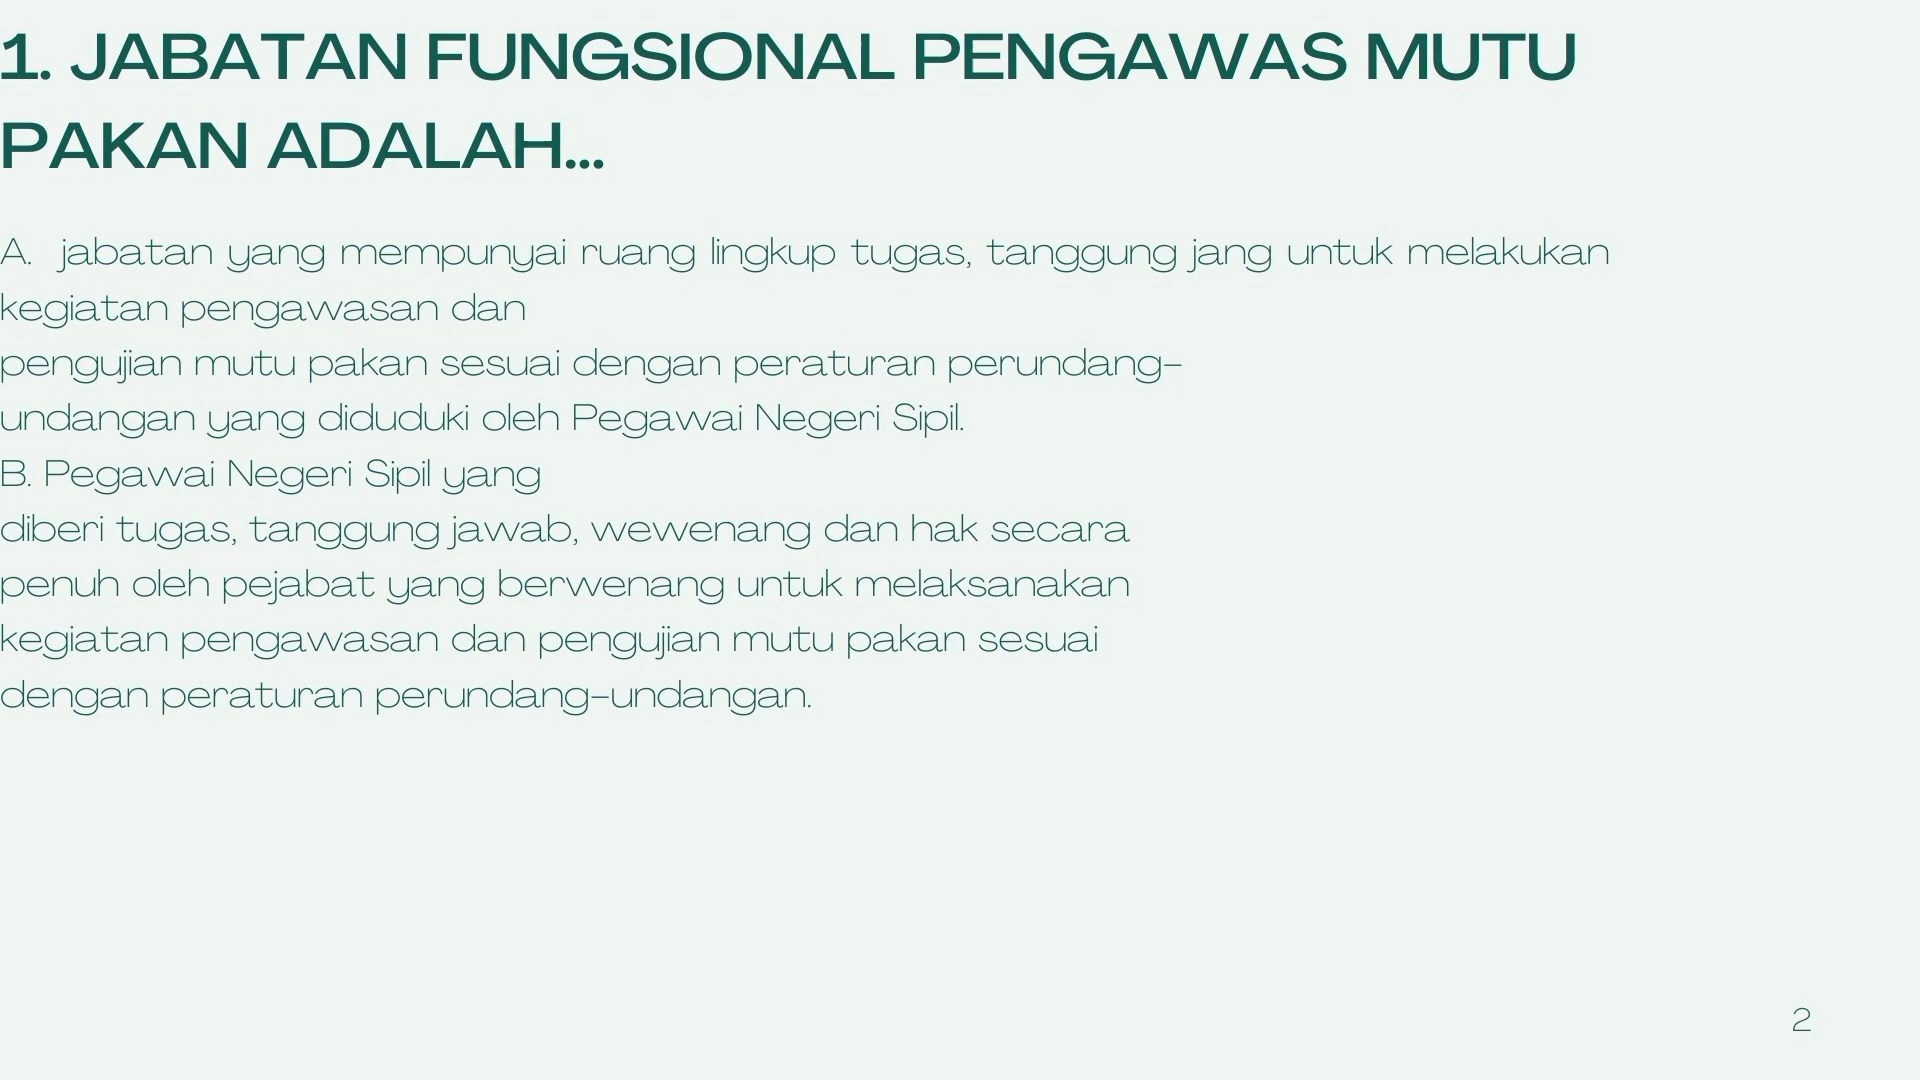 1. JABATAN FUNGSIONAL PENGAWAS MUTU
PAKAN ADALAH...
A. jabatan yang mempunyai ruang lingkup tugas, tanggung jang untuk melakukan
kegiatan pengawasan dan
pengujian mutu pakan sesuai dengan peraturan perundang-
undangan yang diduduki oleh Pegawai Negeri Sipil.
B. Pegawai Negeri Sipil yang
diberi tugas, tanggung jawab, wewenang dan hak secara
penuh oleh pejabat yang berwenang untuk melaksanakan
kegiatan pengawasan dan pengujian mutu pakan sesuai
dengan peraturan perundang-undangan.
2